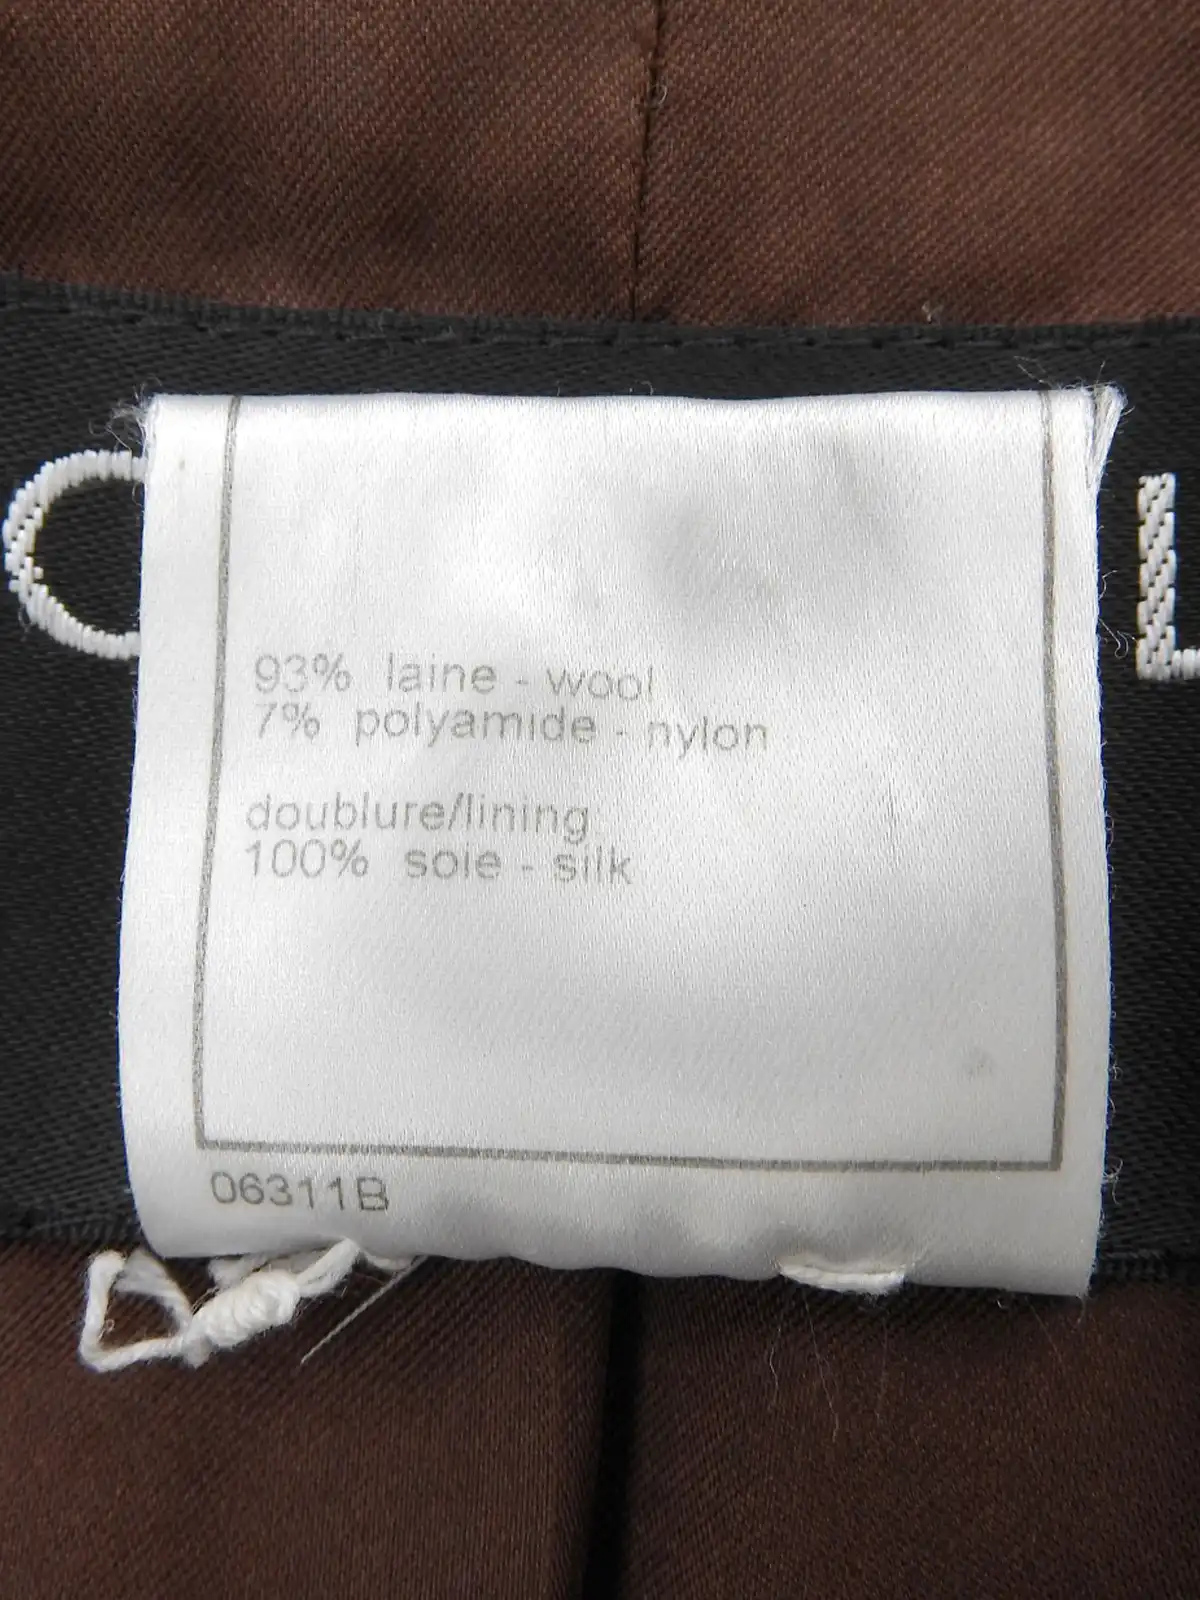 C L
93% laine - wool
7% polyamide - nylon
doublure/lining:
100% soie - silk
06311B